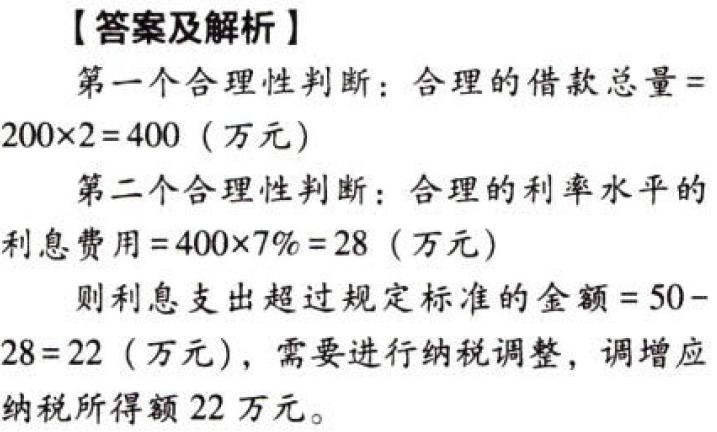 【答案及解析】
第一个合理性判断：合理的借款总量=
200×2=400（万元）
第二个合理性判断：合理的利率水平的
利息费用=400×7%=28（万元）
则利息支出超过规定标准的金额=50-
28=22（万元），需要进行纳税调整，调增应
纳税所得额22万元。